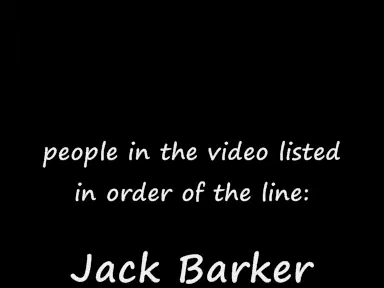 people in the video listed
in order of the line:
Jack Barker